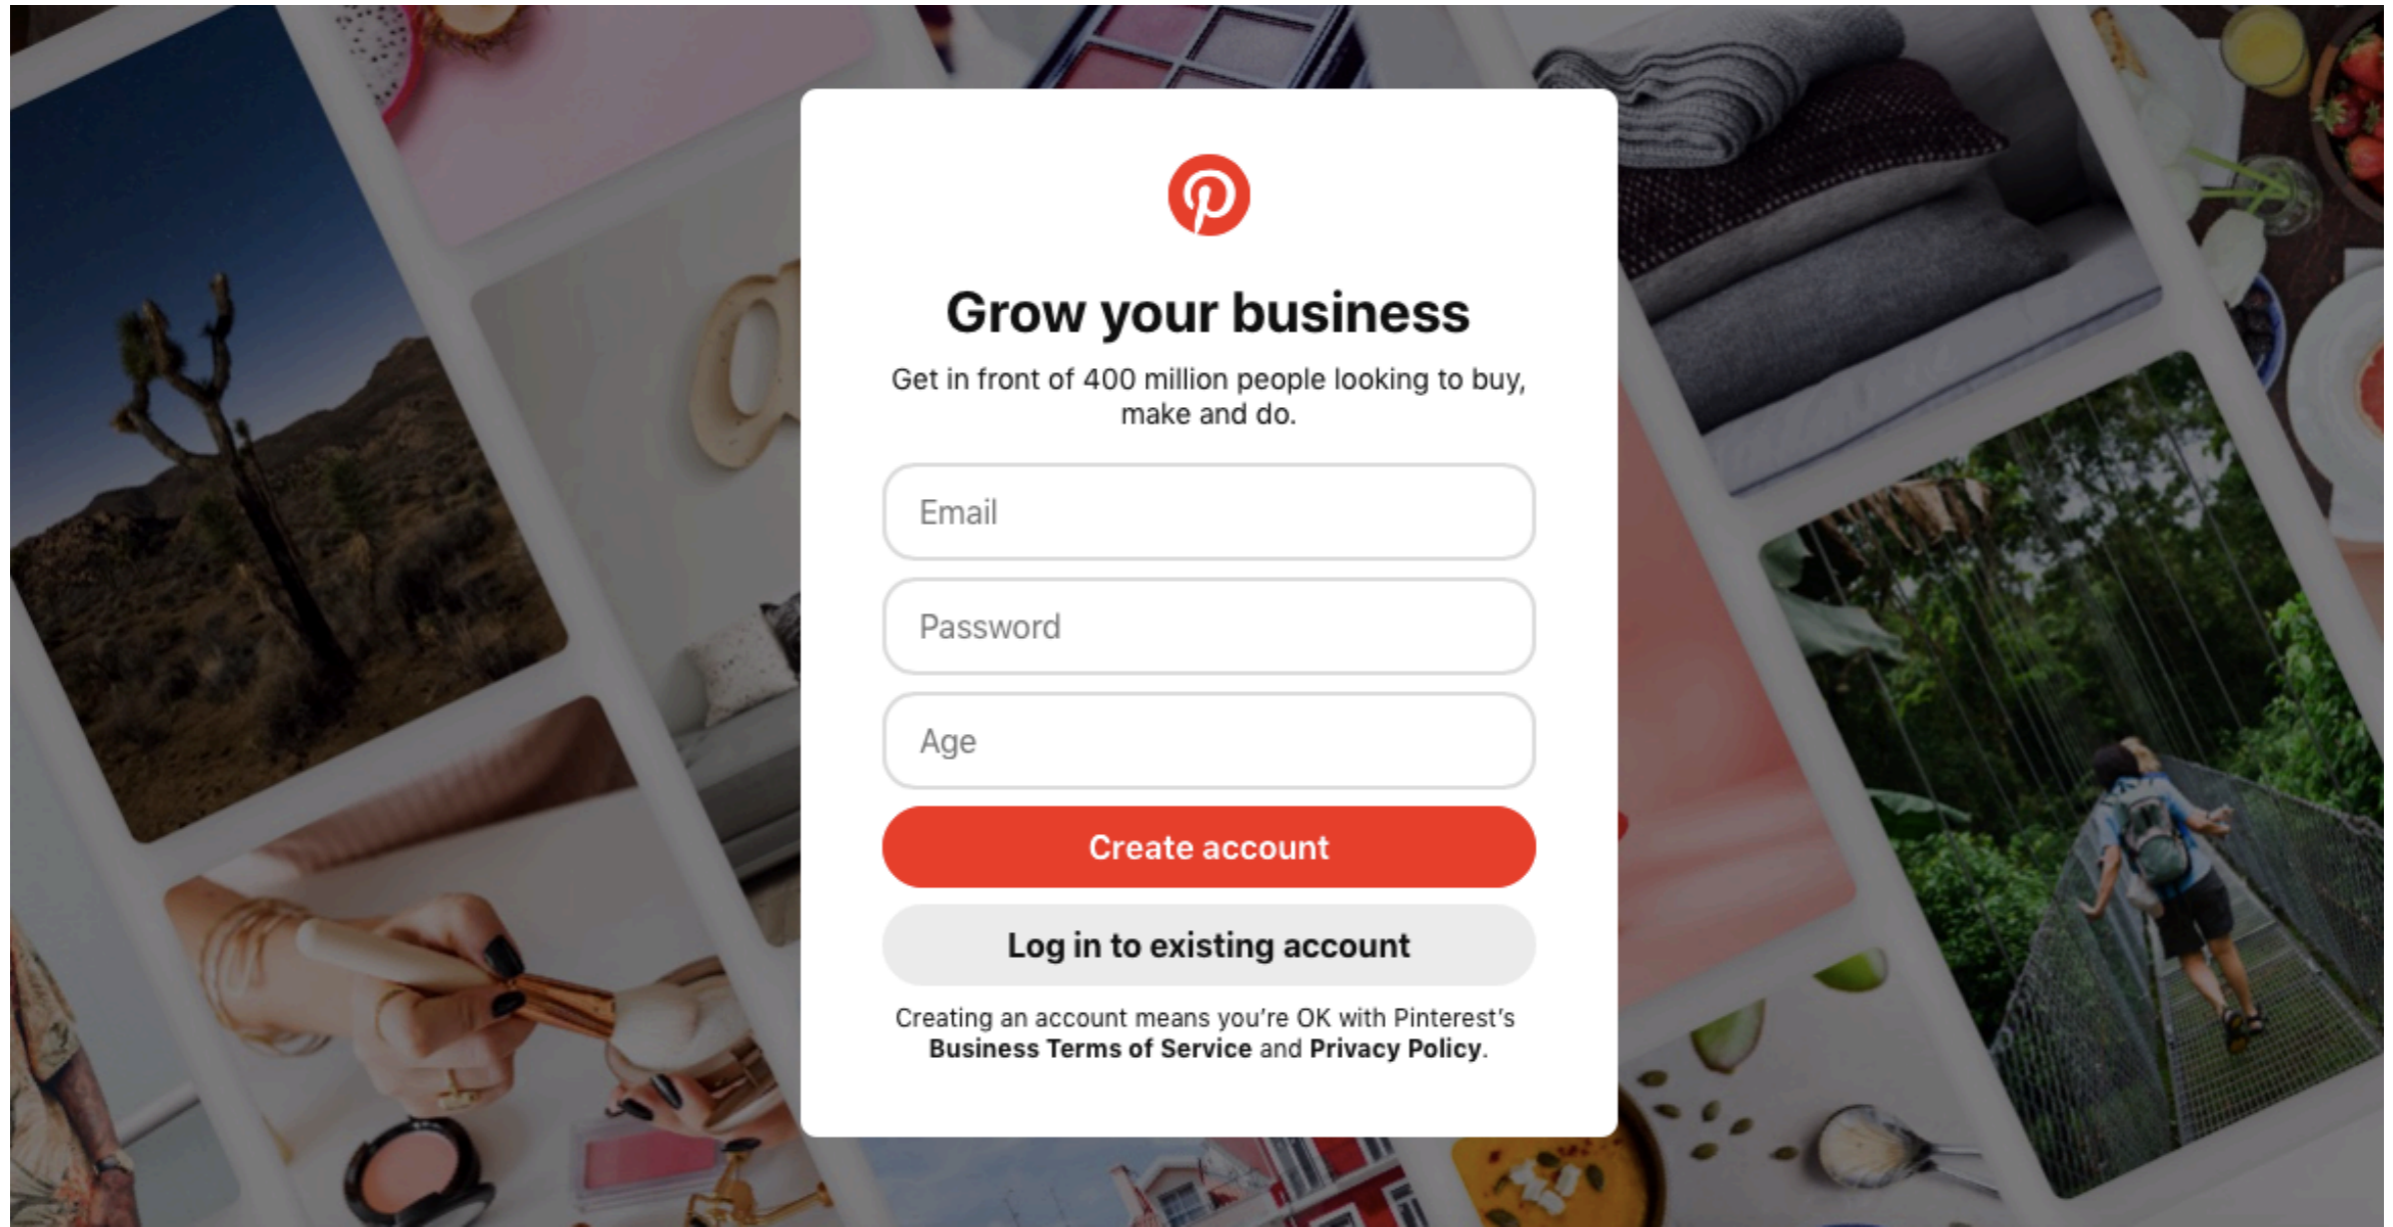 Grow your business
Get in front of 400 million people looking to buy,
make and do.
Email
Password
Age
Create account
Log in to existing account
Creating an account means you’re OK with Pinterest’s
Business Terms of Service and Privacy Policy.